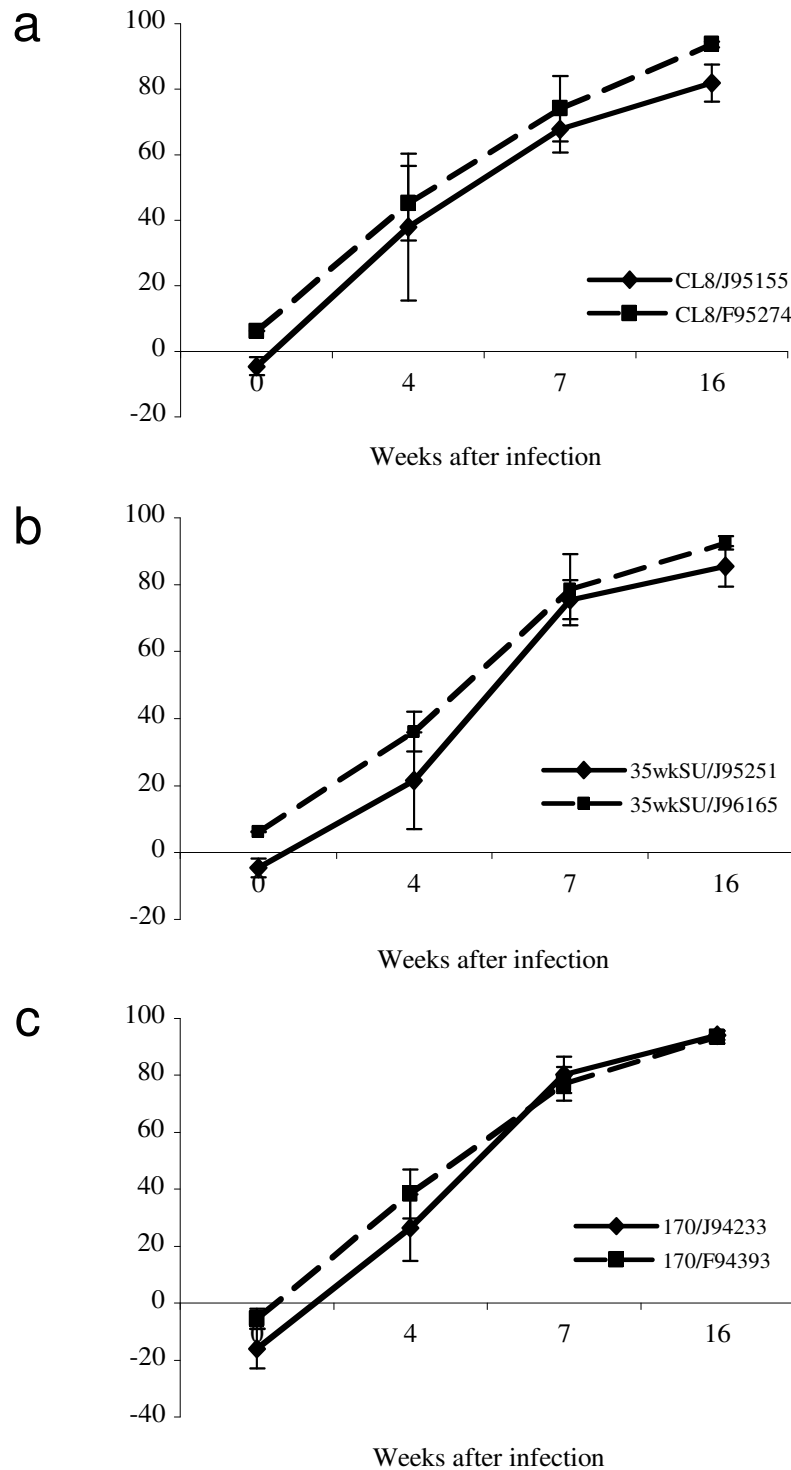 a
100
80
60
40
20
0
-20
0 4 7 16
CL8/J95155
CL8/F95274
Weeks after infection
b
100
80
60
40
20
0
-20
0 4 7 16
35wkSU/J95251
35wkSU/J96165
Weeks after infection
c
100
80
60
40
20
0
-20
-40
0 4 7 16
170/J94233
170/F94393
Weeks after infection